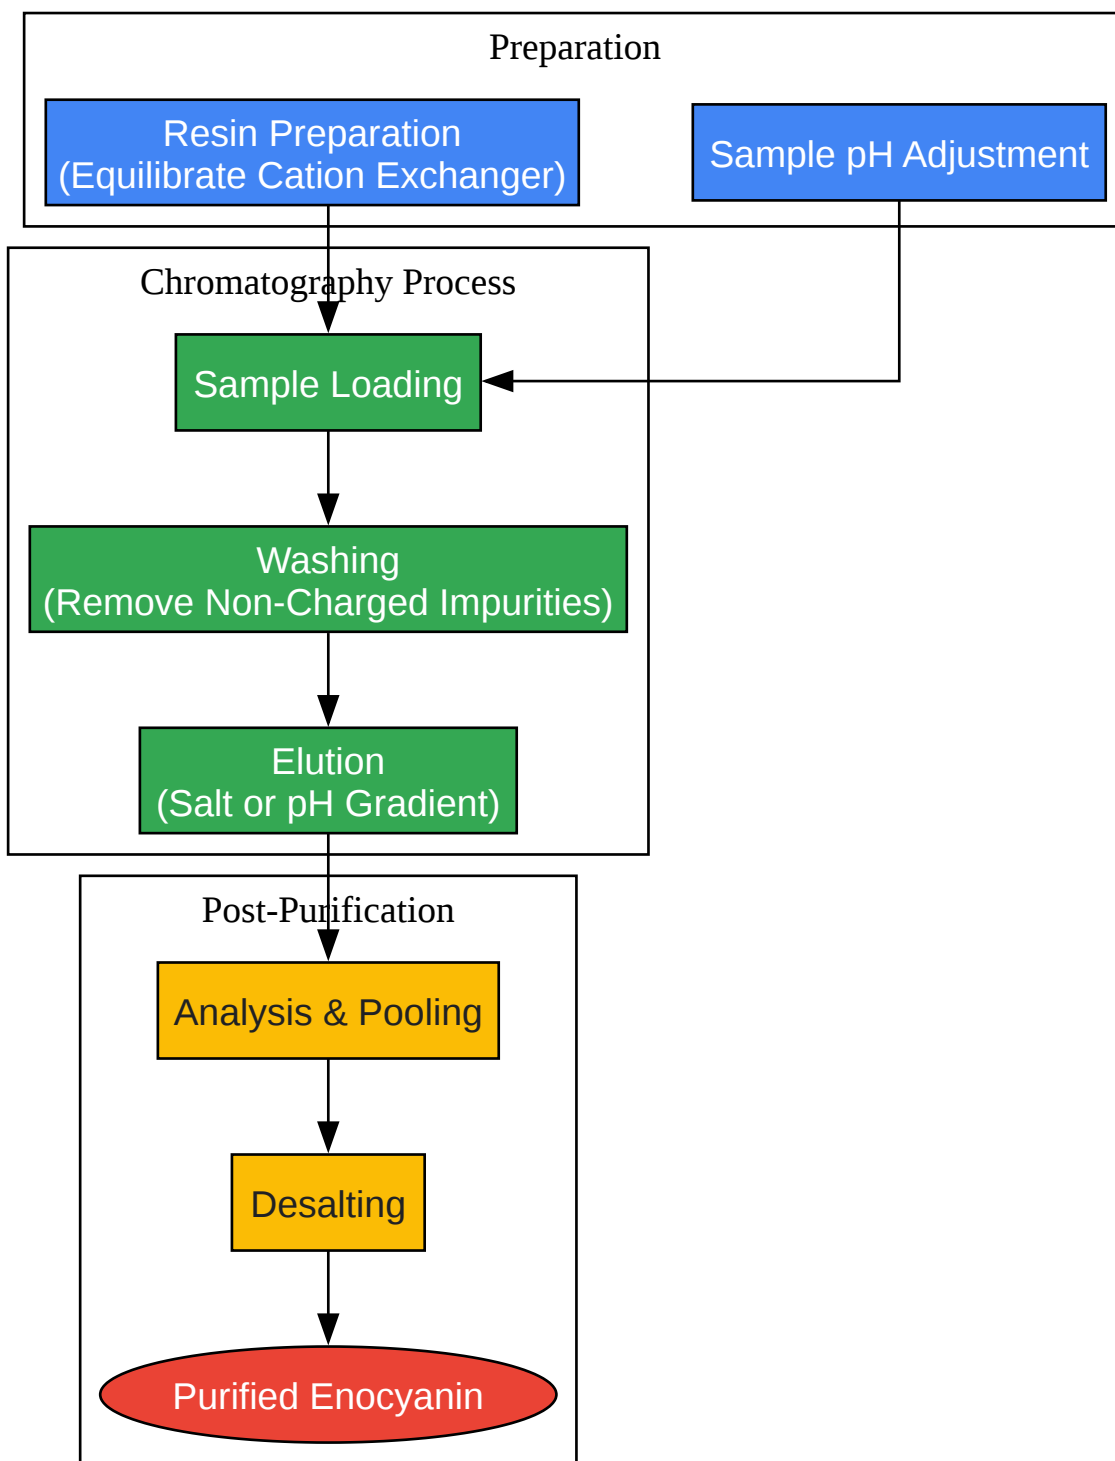 Preparation
Resin Preparation
(Equilibrate Cation Exchanger)
Sample pH Adjustment
Chromatography Process
Sample Loading
Washing
(Remove Non-Charged Impurities)
Elution
(Salt or pH Gradient)
Post-Purification
Analysis & Pooling
Desalting
Purified Enocyanin